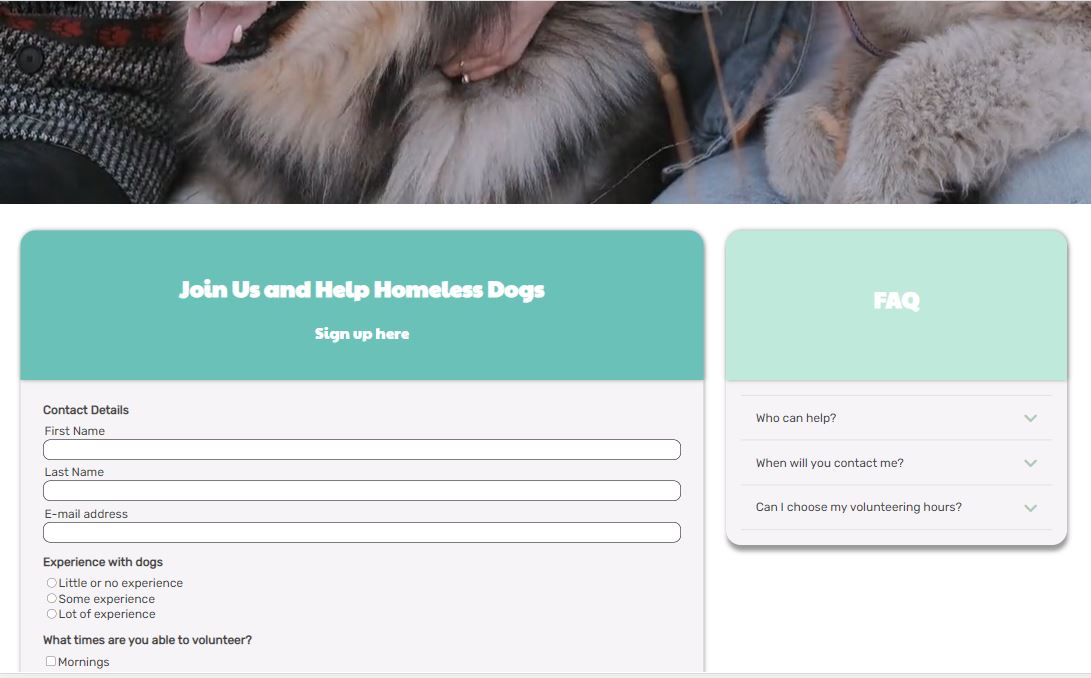 Join Us and Help Homeless Dogs
Sign up here
Contact Details
First Name
Last Name
E-mail address
Experience with dogs
Little or no experience
Some experience
Lot of experience
What times are you able to volunteer?
Mornings
FAQ
Who can help?
When will you contact me?
Can I choose my volunteering hours?